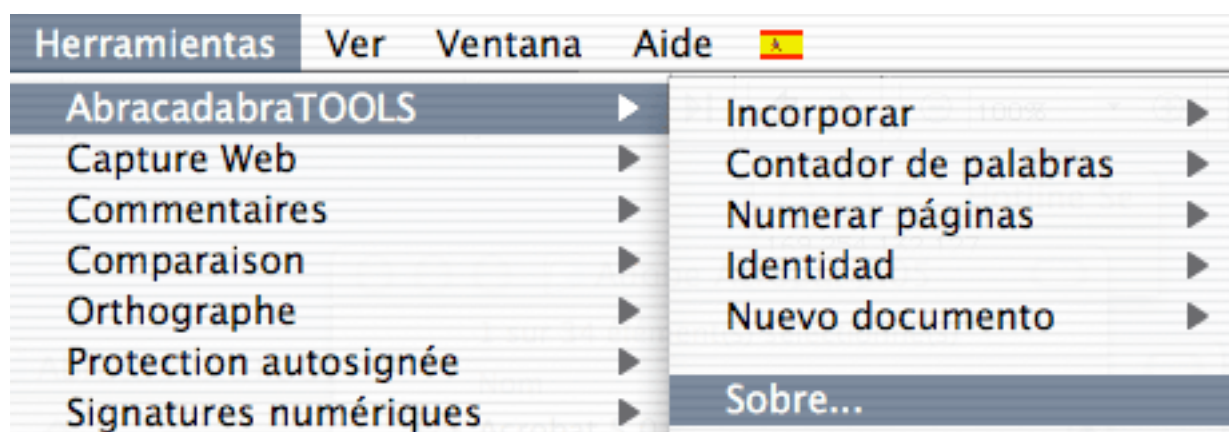 Herramientas Ver Ventana Aide
AbracadabraTOOLS
Capture Web
Commentaires
Comparaison
Orthographe
Protection autosignée
Signatures numériques
Incorporar
Contador de palabras
Numerar páginas
Identidad
Nuevo documento
Sobre...